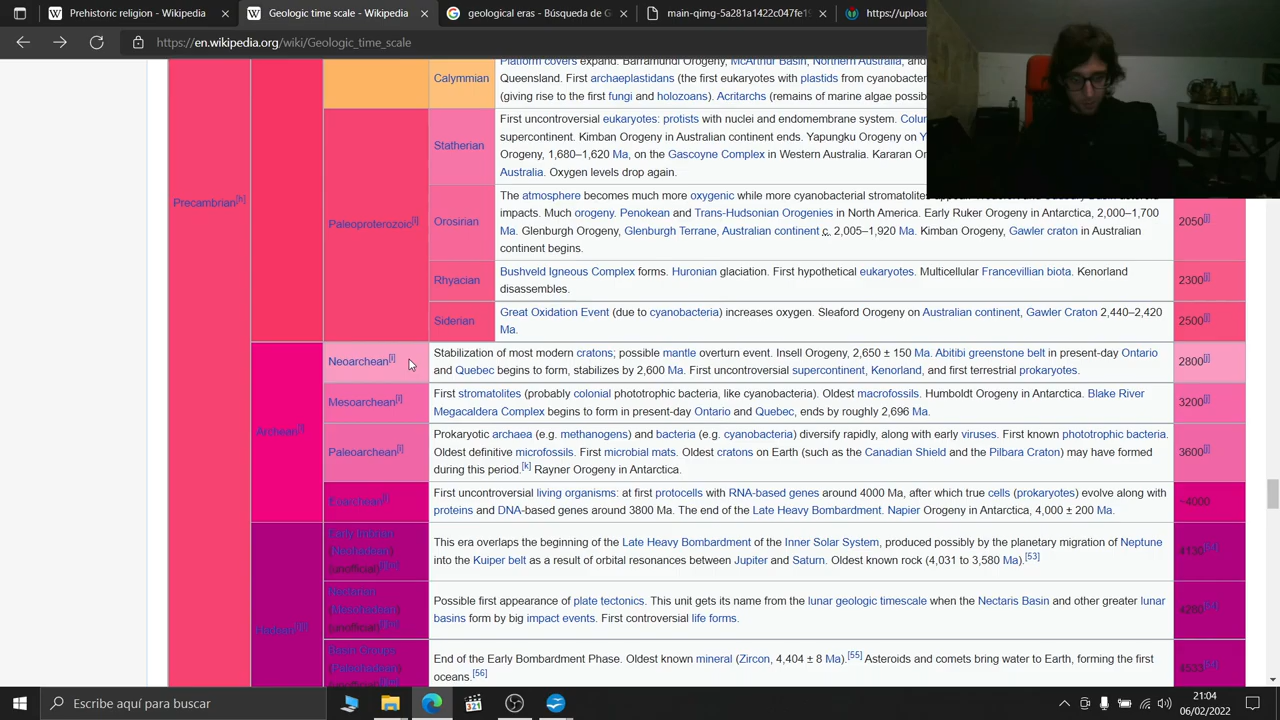 Prehistoric religion - Wikipedia
Geologic time scale - Wikipedia
geological eras - Búsqueda de G
main-qimg-5a281a1422c047fe1
https://uploa
https://en.wikipedia.org/wiki/Geologic_time_scale
Precambrian[h]
Calymmian
Platform covers expand. Barramundi Orogeny, McArthur Basin, Northern Australia, and
Queensland. First archaeplastidans (the first eukaryotes with plastids from cyanobacter
(giving rise to the first fungi and holozoans). Acritarchs (remains of marine algae possib
Paleoproterozoic[i]
Statherian
First uncontroversial eukaryotes: protists with nuclei and endomembrane system. Colu
supercontinent. Kimban Orogeny in Australian continent ends. Yapungku Orogeny on Y
Orogeny, 1,680–1,620 Ma, on the Gascoyne Complex in Western Australia. Kararan Or
Australia. Oxygen levels drop again.
Orosirian
The atmosphere becomes much more oxygenic while more cyanobacterial stromatolites
impacts. Much orogeny. Penokean and Trans-Hudsonian Orogenies in North America. Early Ruker Orogeny in Antarctica, 2,000–1,700
Ma. Glenburgh Orogeny, Glenburgh Terrane, Australian continent c. 2,005–1,920 Ma. Kimban Orogeny, Gawler craton in Australian
continent begins.
2050[j]
Rhyacian
Bushveld Igneous Complex forms. Huronian glaciation. First hypothetical eukaryotes. Multicellular Francevillian biota. Kenorland
disassembles.
2300[j]
Siderian
Great Oxidation Event (due to cyanobacteria) increases oxygen. Sleaford Orogeny on Australian continent, Gawler Craton 2,440–2,420
Ma.
2500[j]
Archean[i]
Neoarchean[i]
Stabilization of most modern cratons; possible mantle overturn event. Insell Orogeny, 2,650 ± 150 Ma. Abitibi greenstone belt in present-day Ontario
and Quebec begins to form, stabilizes by 2,600 Ma. First uncontroversial supercontinent, Kenorland, and first terrestrial prokaryotes.
2800[j]
Mesoarchean[i]
First stromatolites (probably colonial phototrophic bacteria, like cyanobacteria). Oldest macrofossils. Humboldt Orogeny in Antarctica. Blake River
Megacaldera Complex begins to form in present-day Ontario and Quebec, ends by roughly 2,696 Ma.
3200[j]
Paleoarchean[i]
Prokaryotic archaea (e.g. methanogens) and bacteria (e.g. cyanobacteria) diversify rapidly, along with early viruses. First known phototrophic bacteria.
Oldest definitive microfossils. First microbial mats. Oldest cratons on Earth (such as the Canadian Shield and the Pilbara Craton) may have formed
during this period.[k] Rayner Orogeny in Antarctica.
3600[j]
Eoarchean[i]
First uncontroversial living organisms: at first protocells with RNA-based genes around 4000 Ma, after which true cells (prokaryotes) evolve along with
proteins and DNA-based genes around 3800 Ma. The end of the Late Heavy Bombardment. Napier Orogeny in Antarctica, 4,000 ± 200 Ma.
~4000
Early Imbrian
(Neohadean)
(unofficial)
This era overlaps the beginning of the Late Heavy Bombardment of the Inner Solar System, produced possibly by the planetary migration of Neptune
into the Kuiper belt as a result of orbital resonances between Jupiter and Saturn. Oldest known rock (4,031 to 3,580 Ma).[53]
4130
Hadean
Nectarian
(Mesohadean)
(unofficial)
Possible first appearance of plate tectonics. This unit gets its name from the lunar geologic timescale when the Nectaris Basin and other greater lunar
basins form by big impact events. First controversial life forms.
4280
Basin Groups
(Paleohadean)
(unofficial)
End of the Early Bombardment Phase. Oldest known mineral (Zircon, 4,404 ± 8 Ma).[55] Asteroids and comets bring water to Earth, forming the first
oceans.[56]
4533
Escribe aquí para buscar
321
21:04
06/02/2022